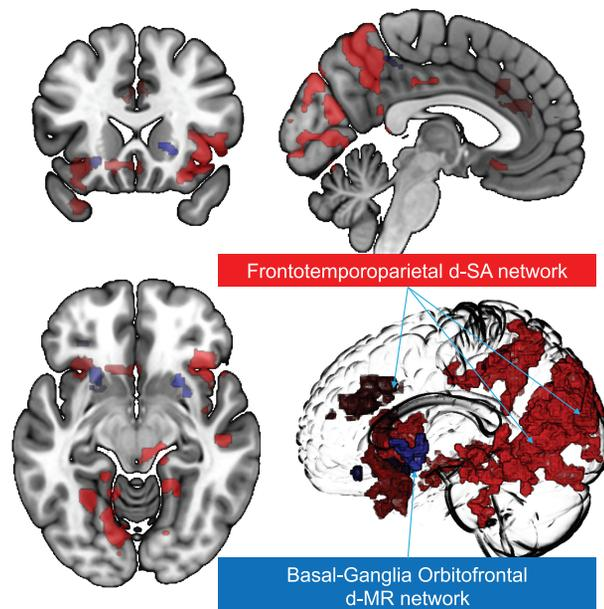 Frontotemporoparietal d-SA network
Basal-Ganglia Orbitofrontal
d-MR network